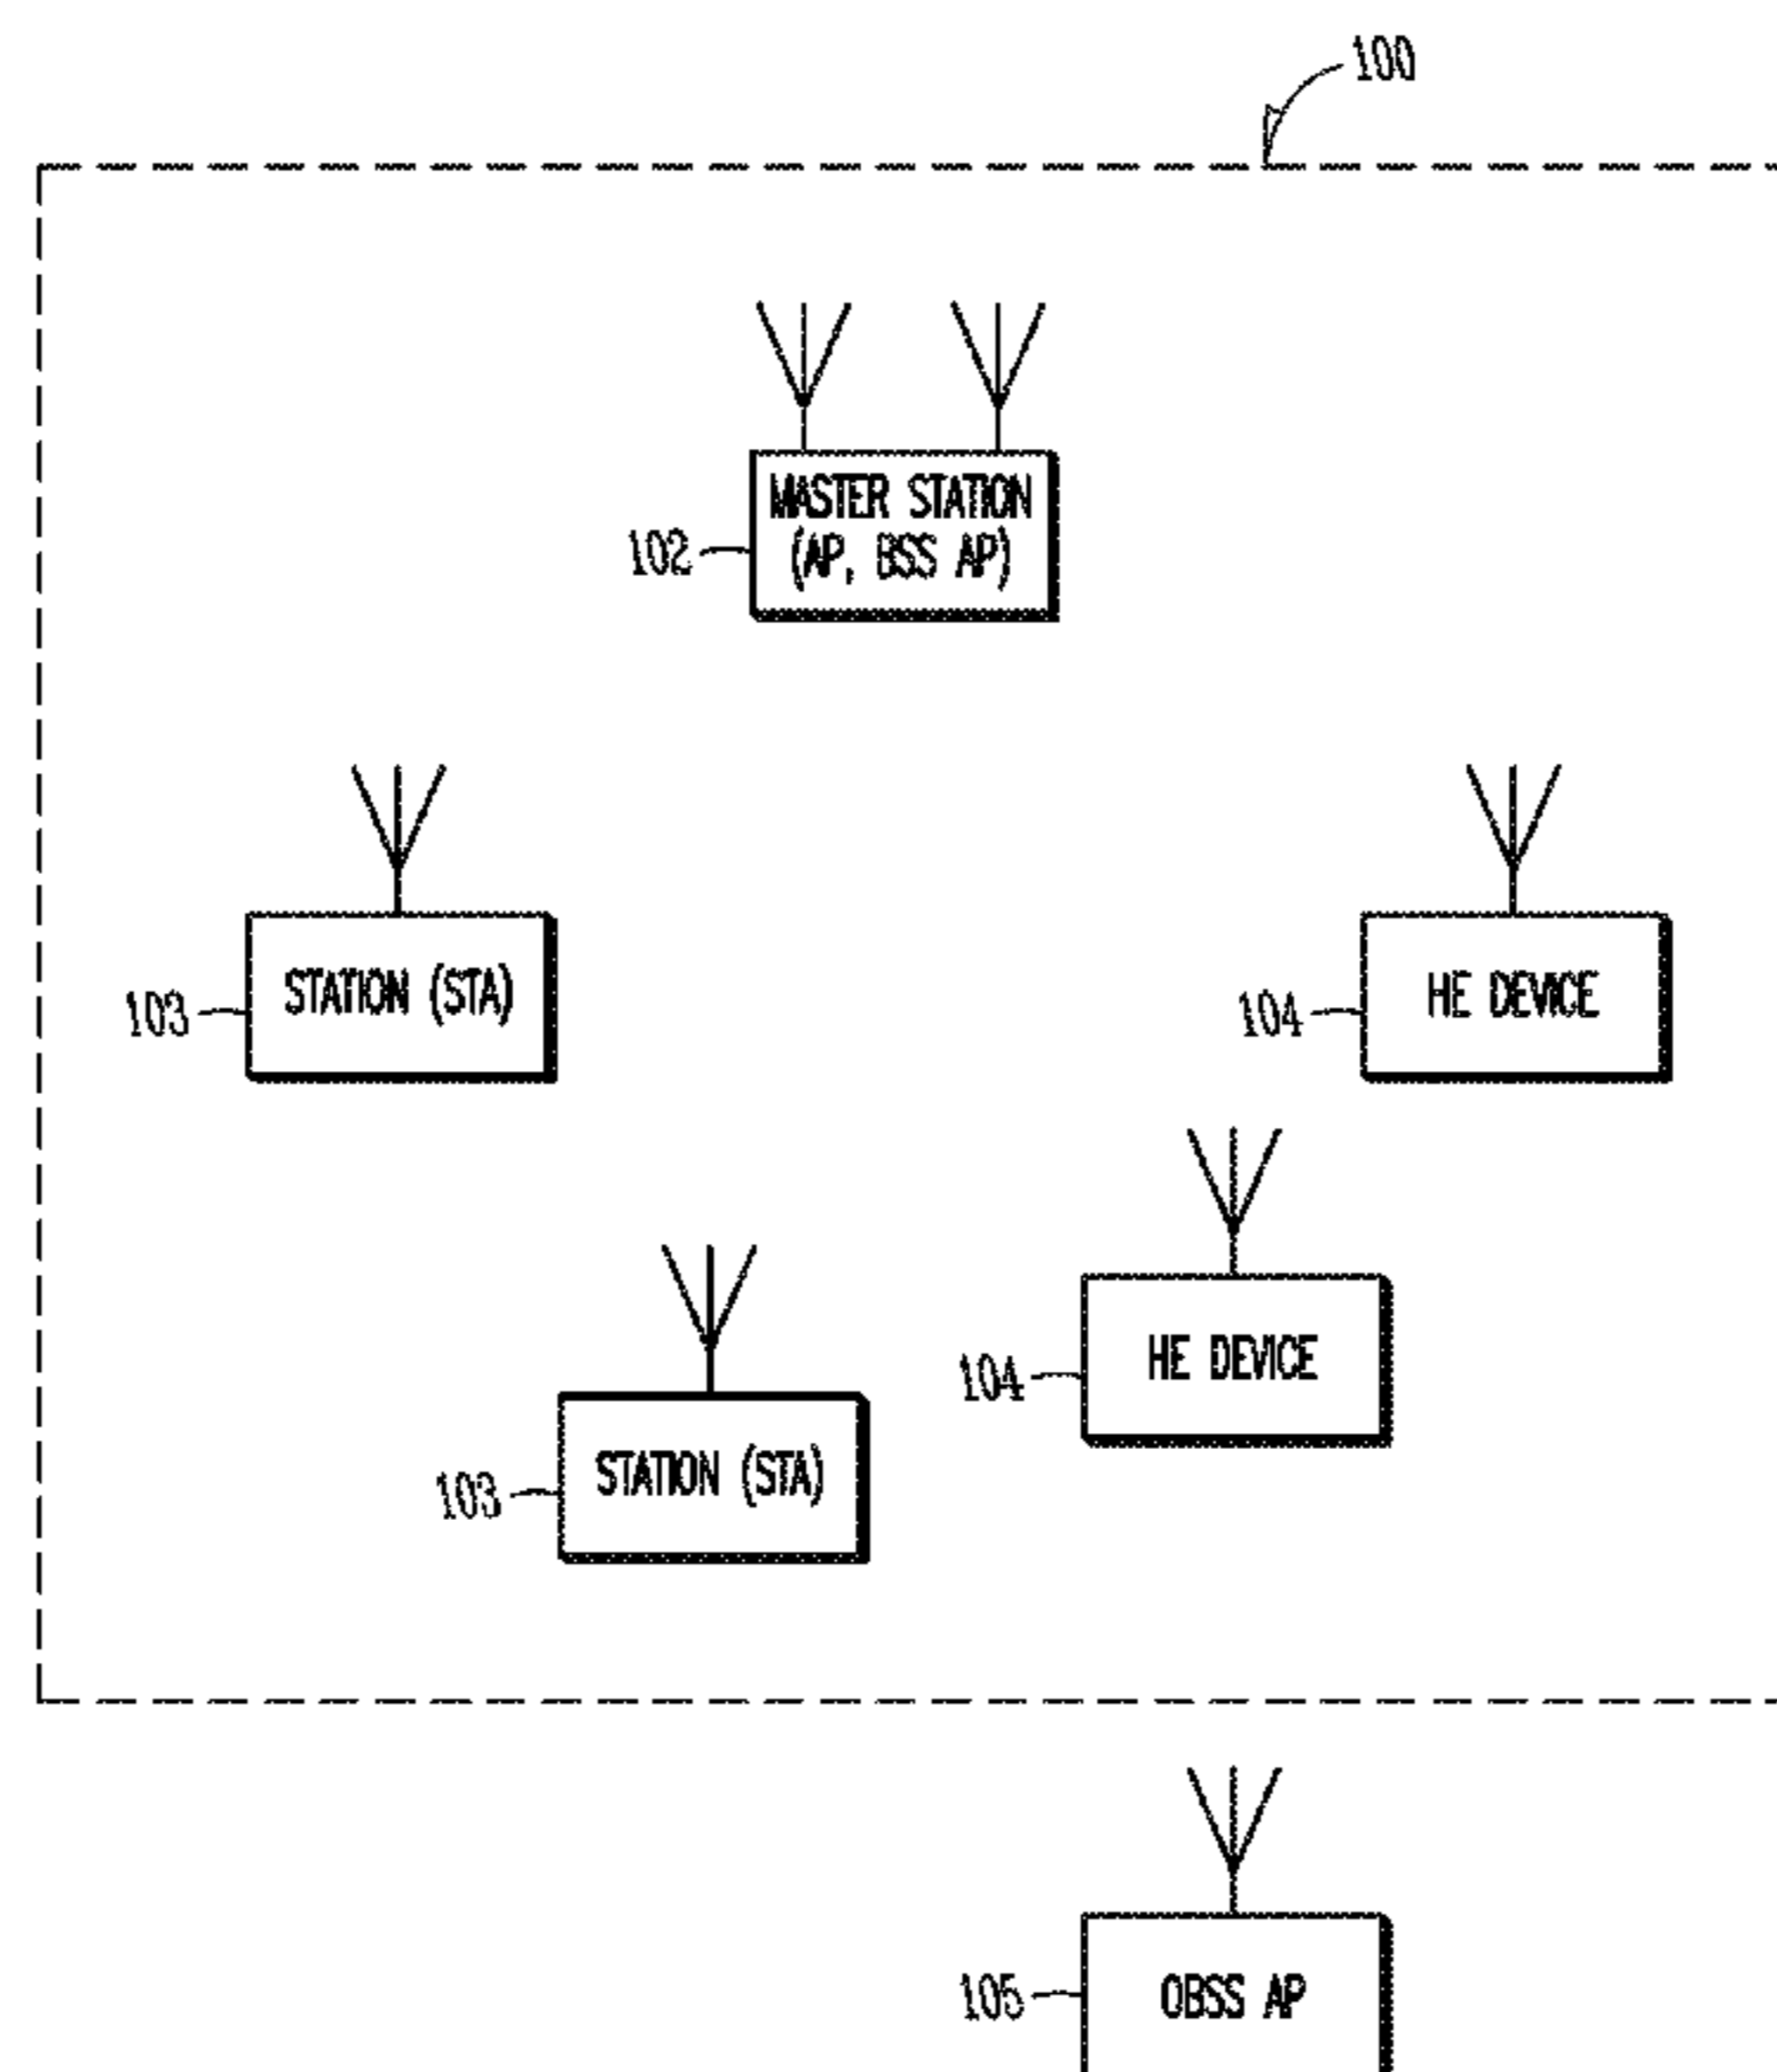 100
MASTER STATION
(AP, BSS AP)
102
STATION (STA)
103
HE DEVICE
104
HE DEVICE
104
STATION (STA)
103
OBSS AP
105